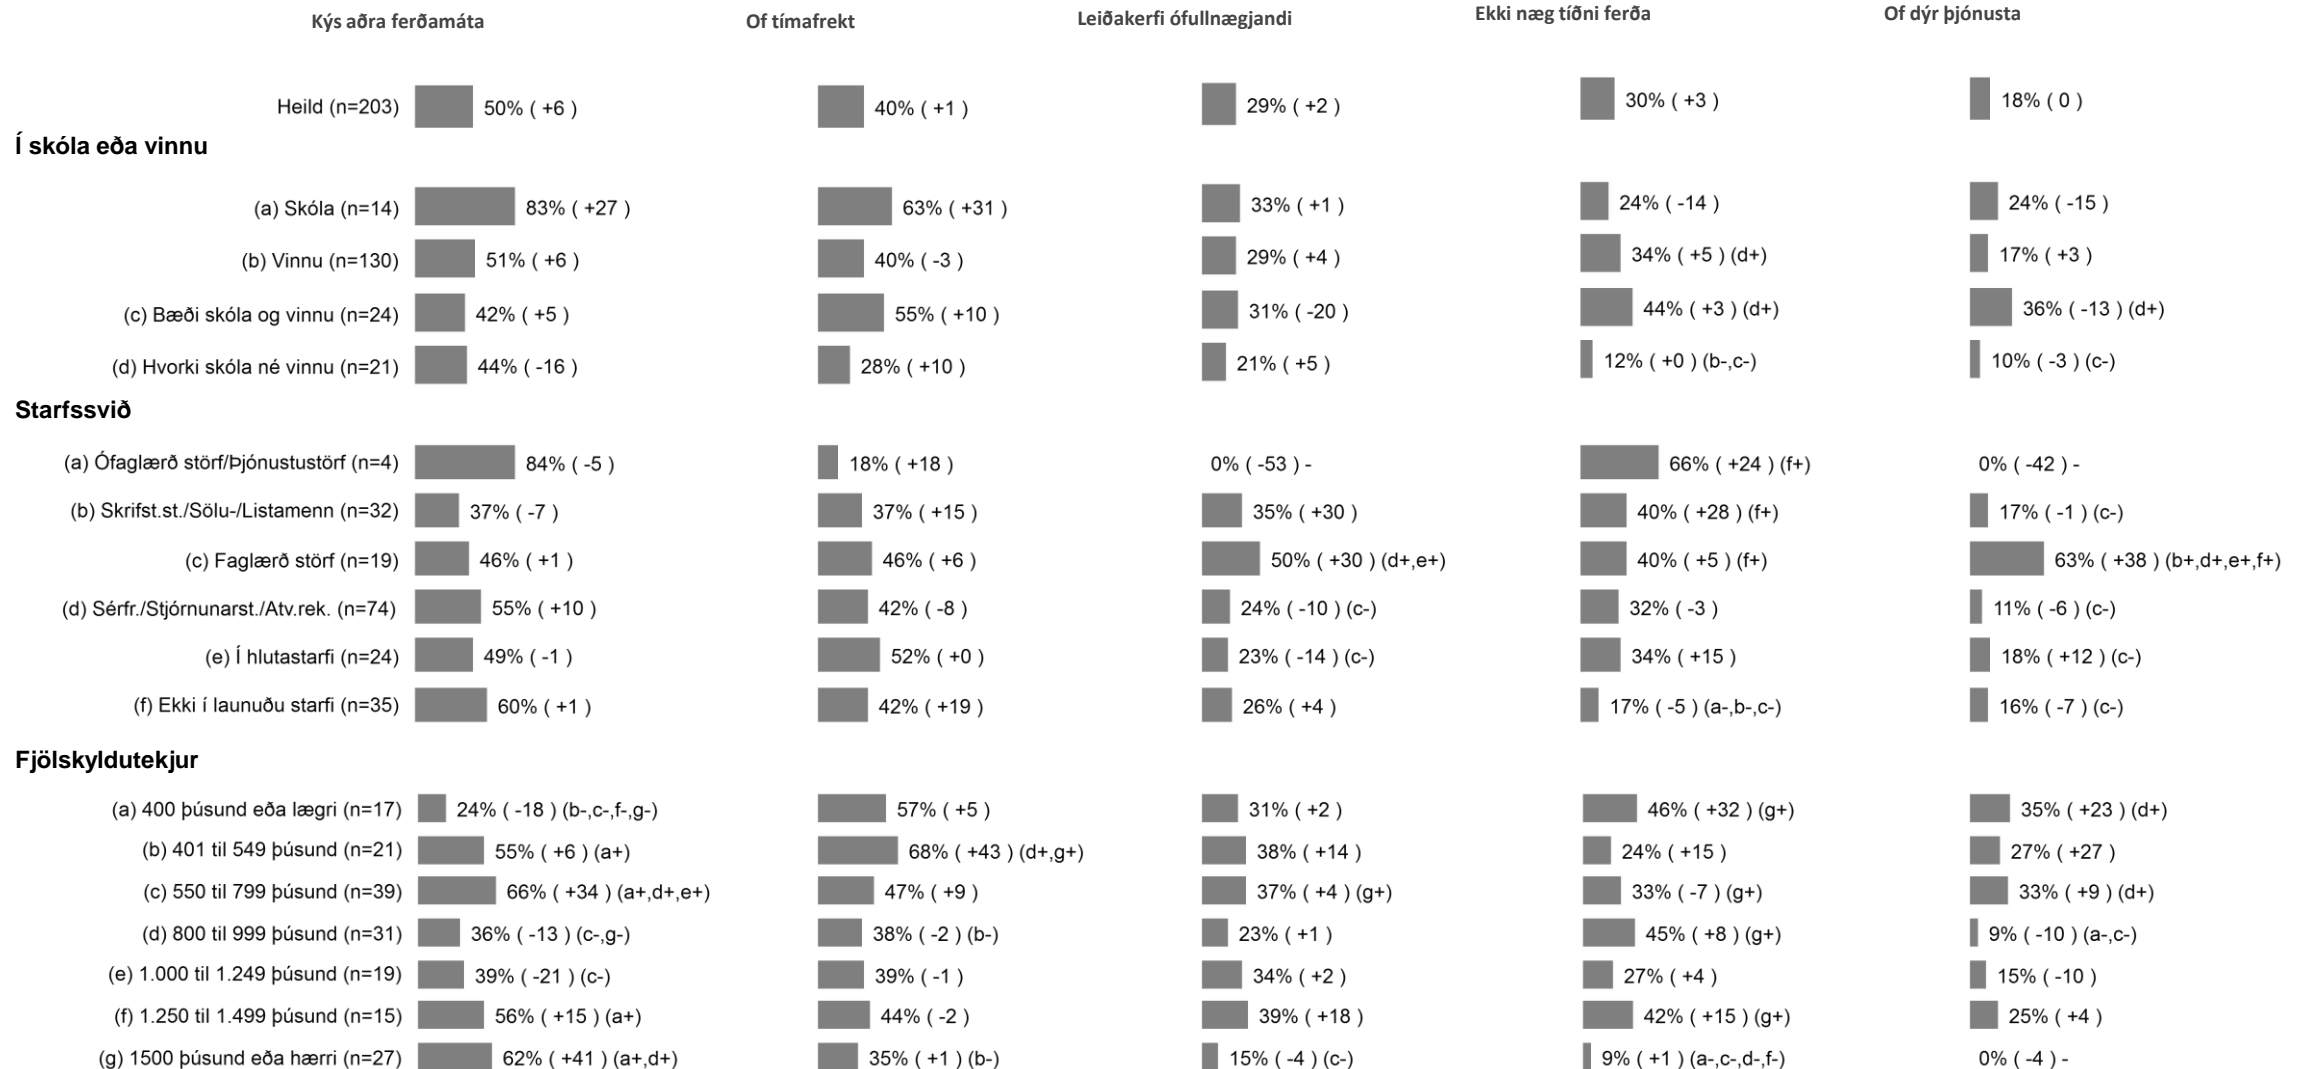 Kýs aðra ferðamáta Of tímafrekt Leiðakerfi ófullnægjandi Ekki næg tíðni ferða Of dýr þjónusta
Heild (n=203) 50% ( +6 ) 40% ( +1 ) 29% ( +2 ) 30% ( +3 ) 18% ( 0 )
Í skóla eða vinnu
(a) Skóla (n=14) 83% ( +27 ) 63% ( +31 ) 33% ( +1 ) 24% ( -14 ) 24% ( -15 )
(b) Vinnu (n=130) 51% ( +6 ) 40% ( -3 ) 29% ( +4 ) 34% ( +5 ) (d+) 17% ( +3 )
(c) Bæði skóla og vinnu (n=24) 42% ( +5 ) 55% ( +10 ) 31% ( -20 ) 44% ( +3 ) (d+) 36% ( -13 ) (d+)
(d) Hvorki skóla né vinnu (n=21) 44% ( -16 ) 28% ( +10 ) 21% ( +5 ) 12% ( +0 ) (b-,c-) 10% ( -3 ) (c-)
Starfssvið
(a) Ófaglærð störf/Þjónustustörf (n=4) 84% ( -5 ) 18% ( +18 ) 0% ( -53 ) - 66% ( +24 ) (f+) 0% ( -42 ) -
(b) Skrifst.st./Sölu-/Listamenn (n=32) 37% ( -7 ) 37% ( +15 ) 35% ( +30 ) 40% ( +28 ) (f+) 17% ( -1 ) (c-)
(c) Faglærð störf (n=19) 46% ( +1 ) 46% ( +6 ) 50% ( +30 ) (d+,e+) 40% ( +5 ) (f+) 63% ( +38 ) (b+,d+,e+,f+)
(d) Sérfr./Stjórnunarst./Atv.rek. (n=74) 55% ( +10 ) 42% ( -8 ) 24% ( -10 ) (c-) 32% ( -3 ) 11% ( -6 ) (c-)
(e) Í hlutastarfi (n=24) 49% ( -1 ) 52% ( +0 ) 23% ( -14 ) (c-) 34% ( +15 ) 18% ( +12 ) (c-)
(f) Ekki í launuðu starfi (n=35) 60% ( +1 ) 42% ( +19 ) 26% ( +4 ) 17% ( -5 ) (a-,b-,c-) 16% ( -7 ) (c-)
Fjölskyldutekjur
(a) 400 þúsund eða lægri (n=17) 24% ( -18 ) (b-,c-,f-,g-) 57% ( +5 ) 31% ( +2 ) 46% ( +32 ) (g+) 35% ( +23 ) (d+)
(b) 401 til 549 þúsund (n=21) 55% ( +6 ) (a+) 68% ( +43 ) (d+,g+) 38% ( +14 ) 24% ( +15 ) 27% ( +27 )
(c) 550 til 799 þúsund (n=39) 66% ( +34 ) (a+,d+,e+) 47% ( +9 ) 37% ( +4 ) (g+) 33% ( -7 ) (g+) 33% ( +9 ) (d+)
(d) 800 til 999 þúsund (n=31) 36% ( -13 ) (c-,g-) 38% ( -2 ) (b-) 23% ( +1 ) 45% ( +8 ) (g+) 9% ( -10 ) (a-,c-)
(e) 1.000 til 1.249 þúsund (n=19) 39% ( -21 ) (c-) 39% ( -1 ) 34% ( +2 ) 27% ( +4 ) 15% ( -10 )
(f) 1.250 til 1.499 þúsund (n=15) 56% ( +15 ) (a+) 44% ( -2 ) 39% ( +18 ) 42% ( +15 ) (g+) 25% ( +4 )
(g) 1500 þúsund eða hærri (n=27) 62% ( +41 ) (a+,d+) 35% ( +1 ) (b-) 15% ( -4 ) (c-) 9% ( +1 ) (a-,c-,d-,f-) 0% ( -4 ) -